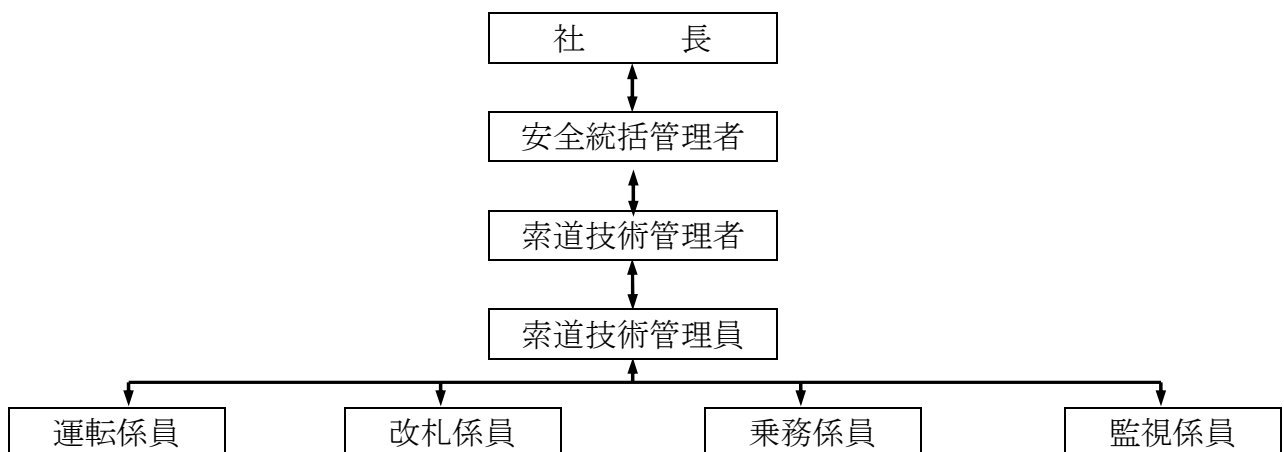 社　　　長
安全統括管理者
索道技術管理者
索道技術管理員
運転係員　改札係員　乗務係員　監視係員